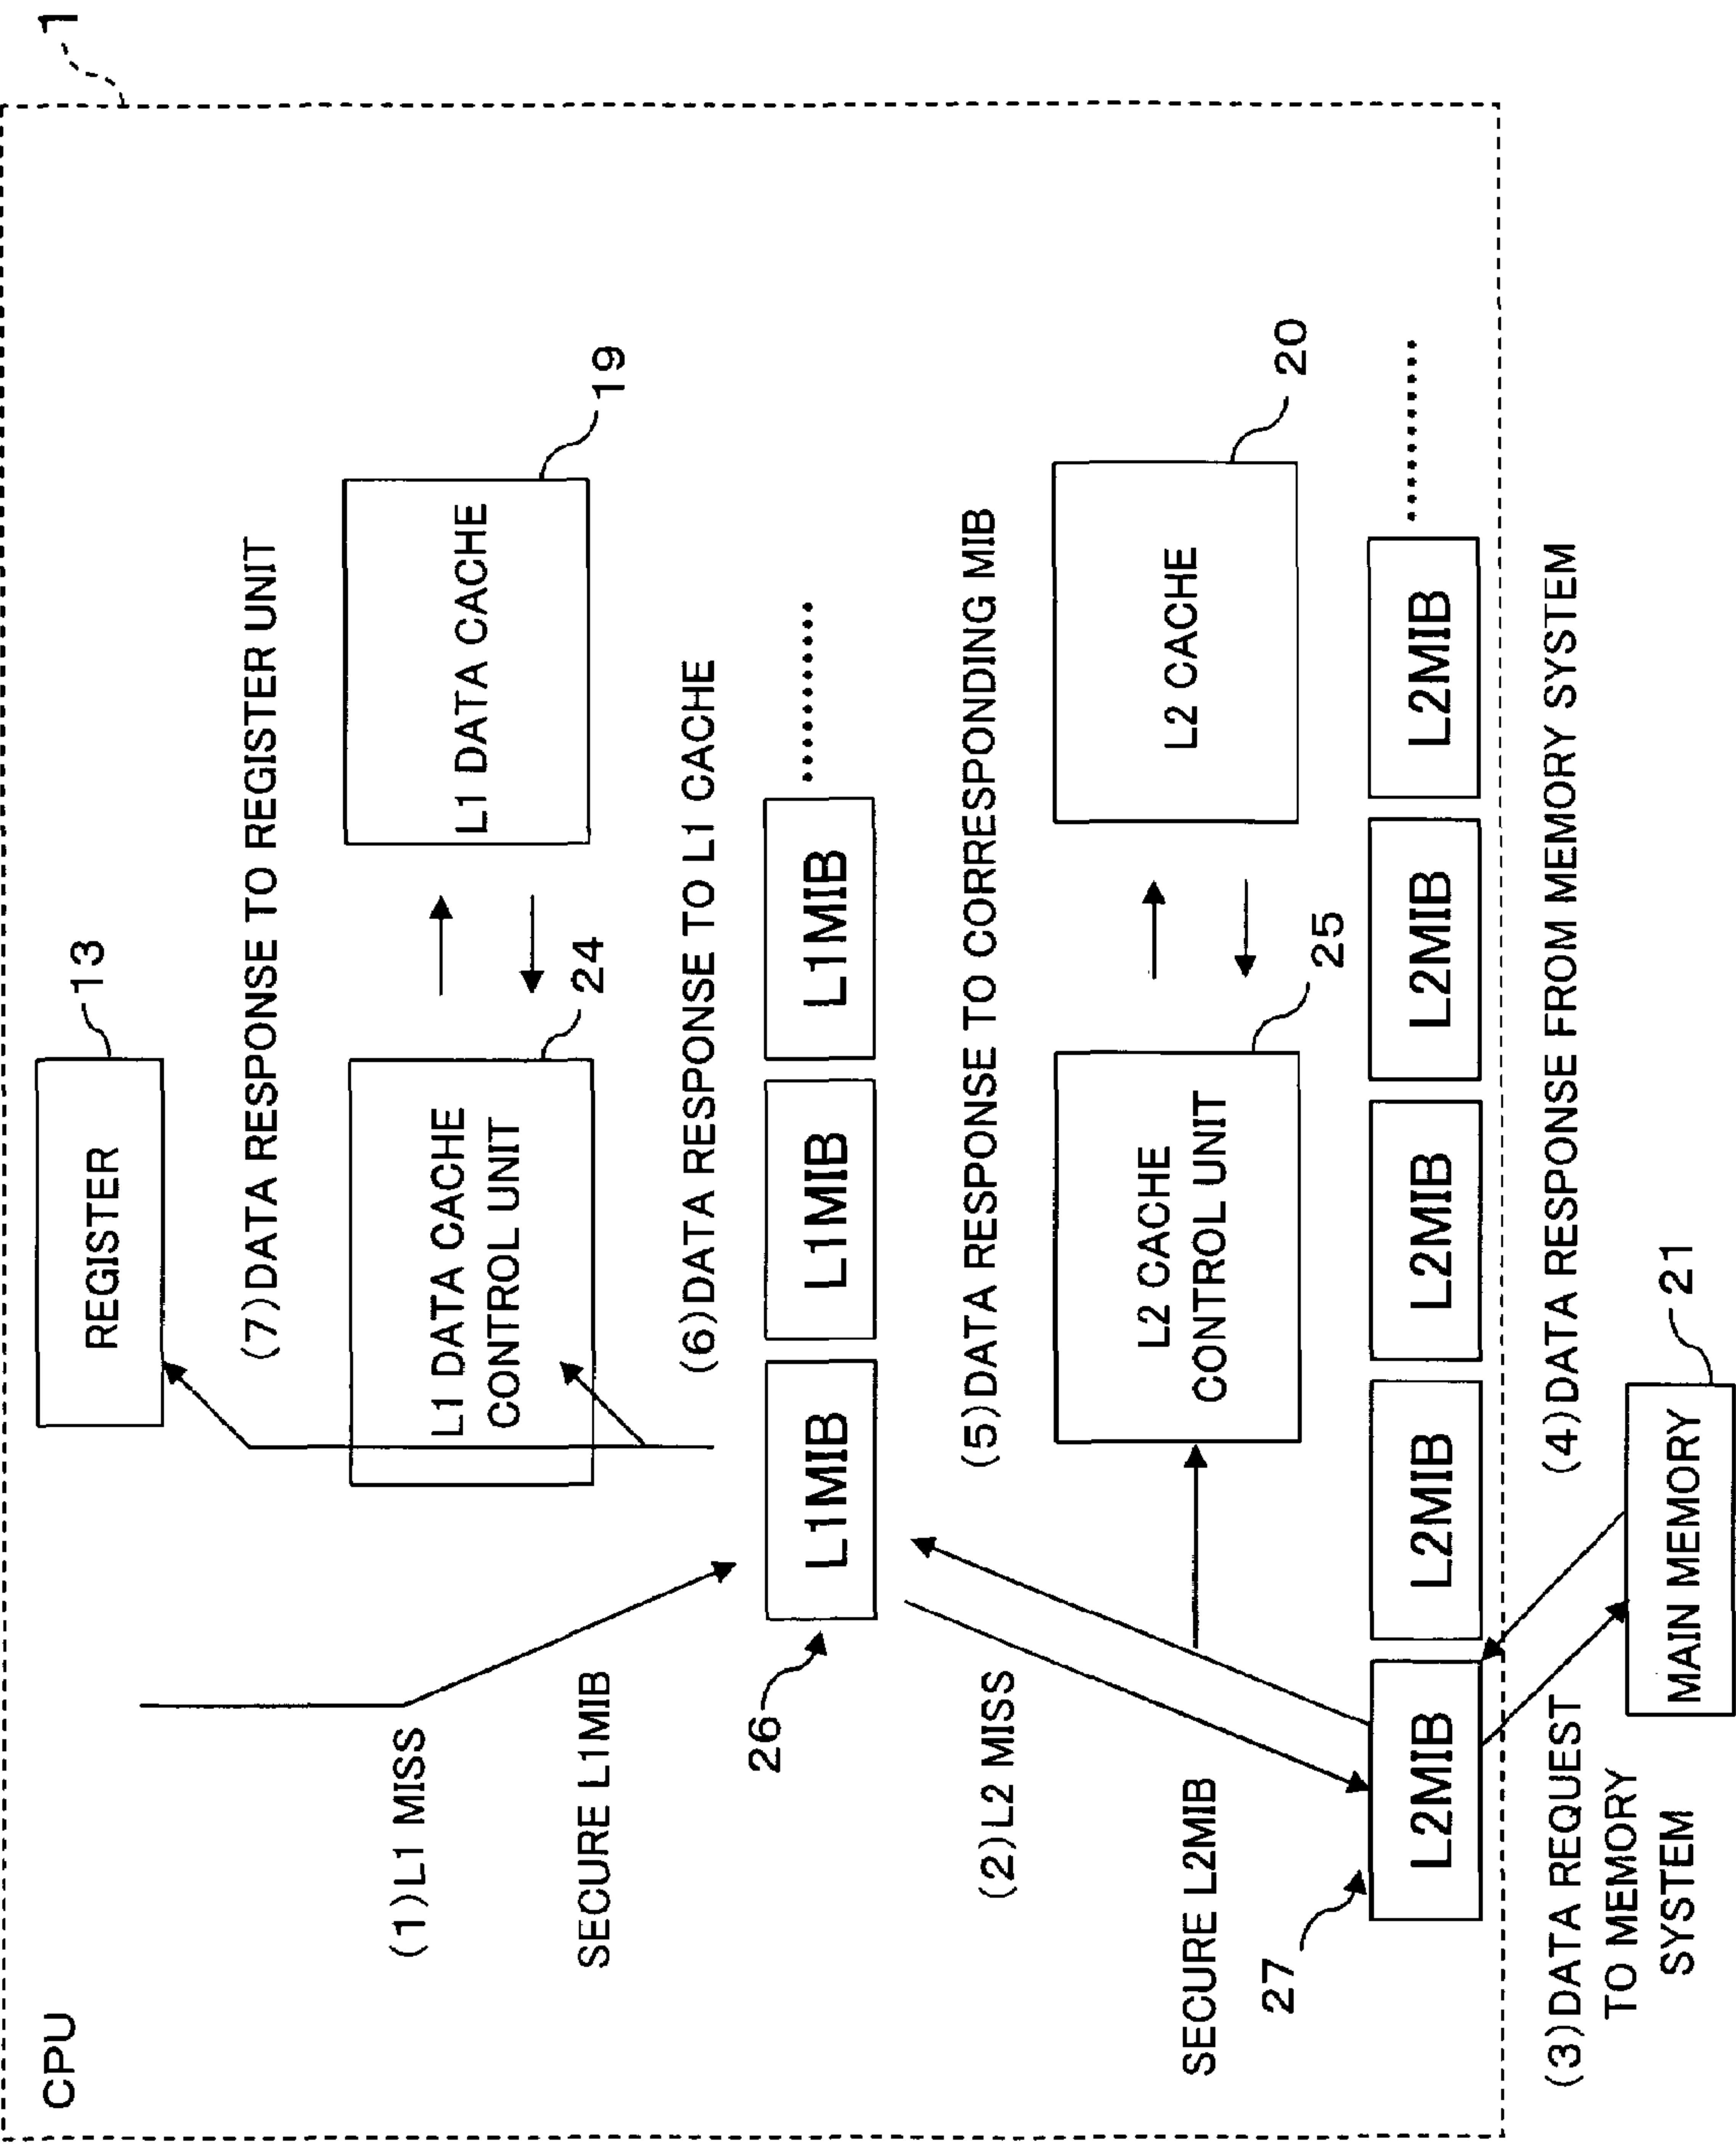 1
CPU
13
REGISTER
(7)DATA RESPONSE TO REGISTER UNIT
(1)L1 MISS
SECURE L1MIB
L1 DATA CACHE
CONTROL UNIT
24
L1 DATA CACHE
19
(6)DATA RESPONSE TO L1 CACHE
26
L1MIB
L1MIB
L1MIB
(2)L2 MISS
SECURE L2MIB
(5)DATA RESPONSE TO CORRESPONDING MIB
L2 CACHE
CONTROL UNIT
25
L2 CACHE
20
27
L2MIB
L2MIB
L2MIB
L2MIB
L2MIB
(3)DATA REQUEST
TO MEMORY
SYSTEM
(4)DATA RESPONSE FROM MEMORY SYSTEM
MAIN MEMORY
21